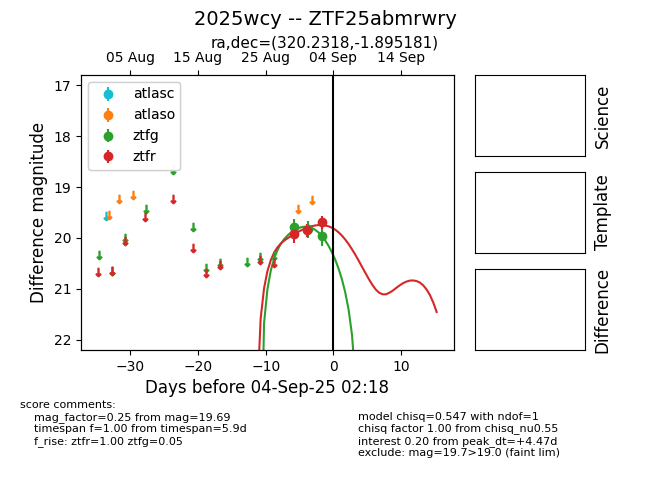 2025wcy -- ZTF25abmrwry
ra,dec=(320.2318,-1.895181)
05 Aug 15 Aug 25 Aug 04 Sep 14 Sep
atlasc
atlaso
ztfg
ztfr
17
18
19
20
21
22
Difference magnitude
−30 −20 −10 0 10
Days before 04-Sep-25 02:18
Science
Template
Difference
score comments:
mag_factor=0.25 from mag=19.69
timespan f=1.00 from timespan=5.9d
f_rise: ztfr=1.00 ztfg=0.05
model chisq=0.547 with ndof=1
chisq factor 1.00 from chisq_nu0.55
interest 0.20 from peak_dt=+4.47d
exclude: mag=19.7>19.0 (faint lim)